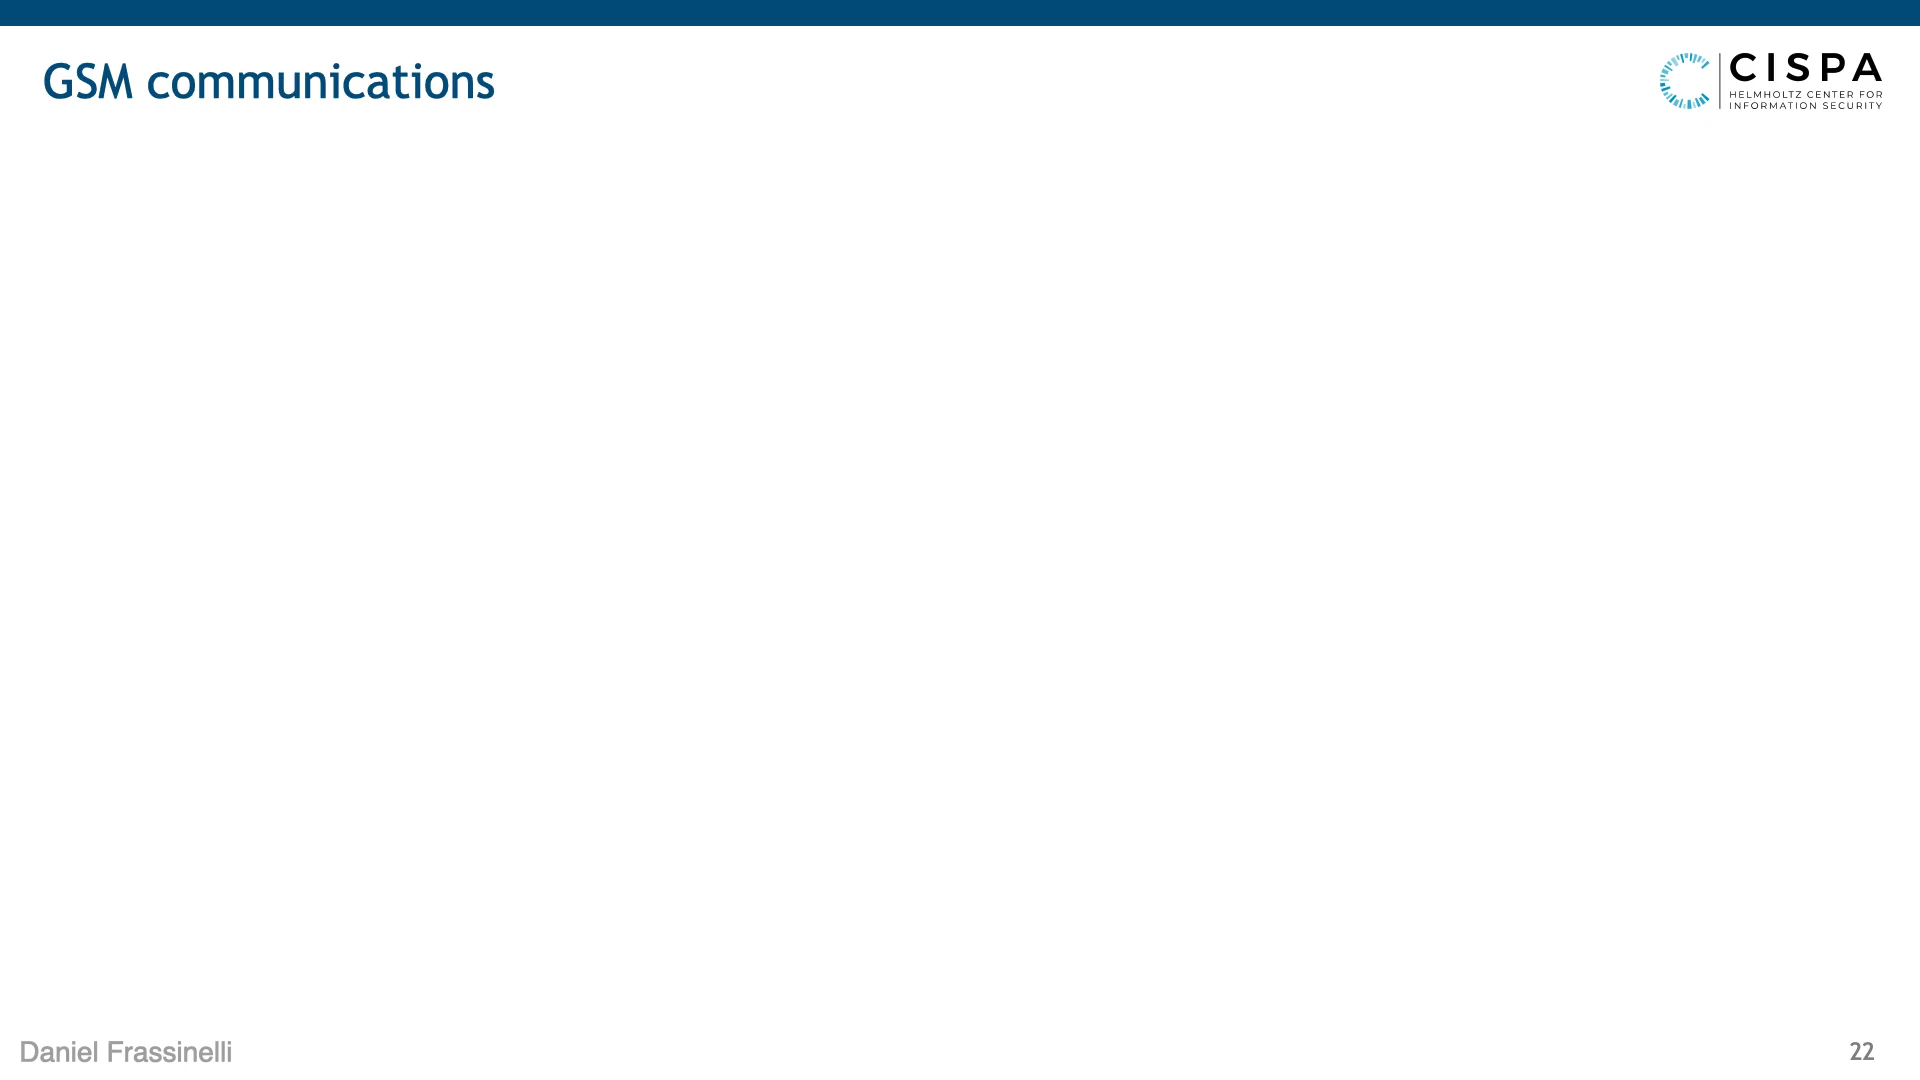 GSM communications
CISPA
HELMHOLTZ CENTER FOR
INFORMATION SECURITY
Daniel Frassinelli
22